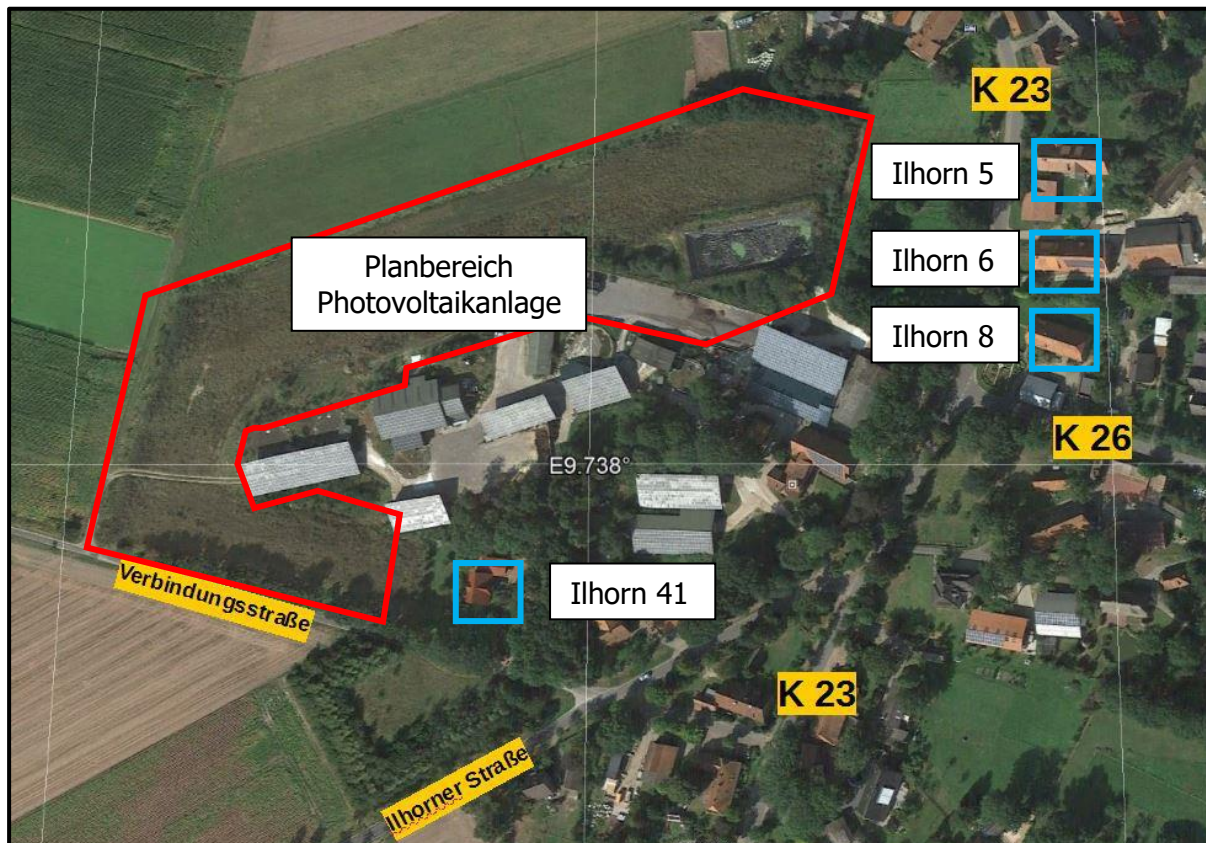 K 23
Ilhorn 5
Planbereich
Photovoltaikanlage
Ilhorn 6
Ilhorn 8
K 26
E9.738°
Verbindungsstraße
Ilhorn 41
K 23
Ilhorner Straße